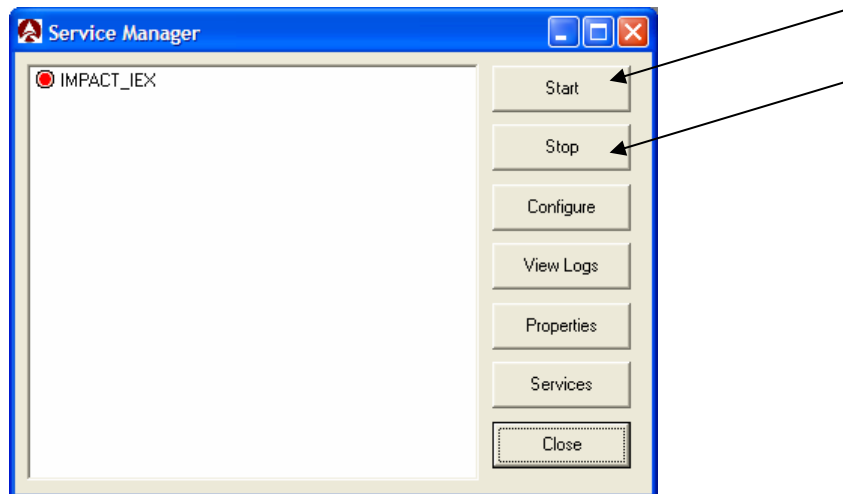 Service Manager
IMPACT_IEX
Start
Stop
Configure
View Logs
Properties
Services
Close